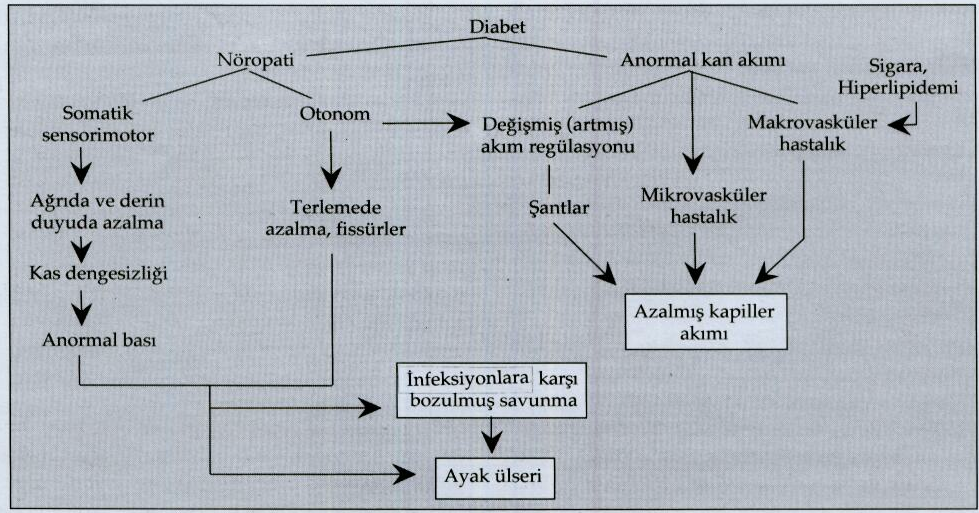 Diabet
Nöropati
Anormal kan akımı
Sigara,
Hiperlipidemi
Somatik
sensorimotor
Otonom
Değişmiş (artmış)
akım regülasyonu
Makrovasküler
hastalık
Ağrıda ve derin
duyuda azalma
Terlemede
azalma, fissürler
Şantlar
Mikrovasküler
hastalık
Kas dengesizliği
Azalmış kapiller
akımı
Anormal bası
İnfeksiyonlara karşı
bozulmuş savunma
Ayak ülseri